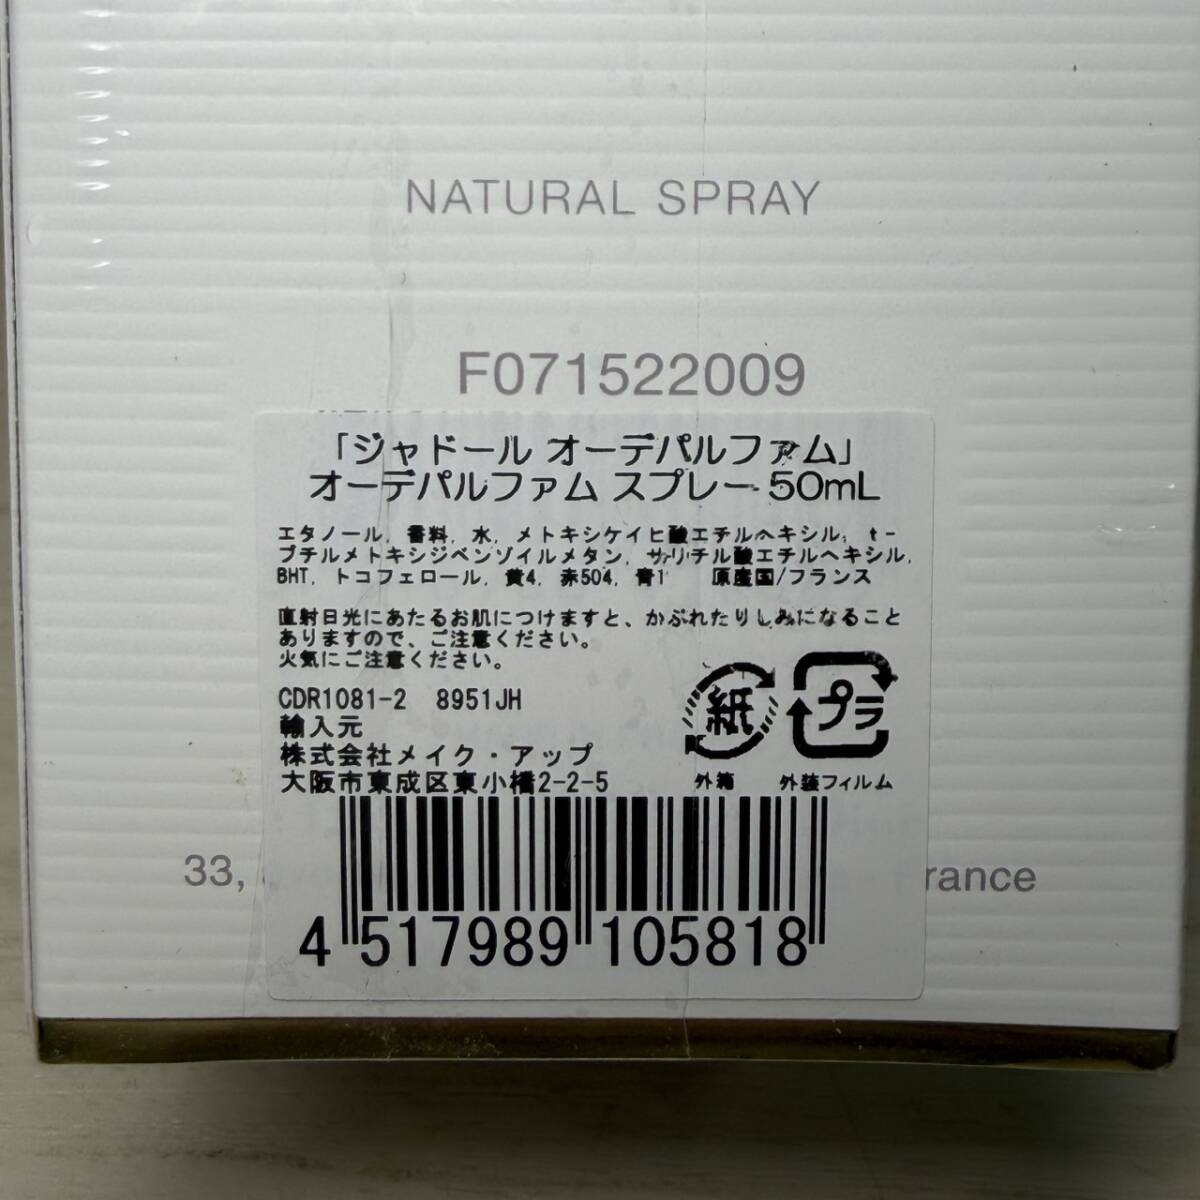 NATURAL SPRAY
F071522009
「ジャドール オーデパルファム」
オーデパルファム スプレー 50mL
エタノール, 香料, 水, メトキシケイヒ酸エチルヘキシル, t-
ブチルメトキシジベンゾイルメタン, サリチル酸エチルヘキシル,
BHT, トコフェロール, 黄4, 赤504, 青1 原産国/フランス
直射日光にあたるお肌につけますと、かぶれたりしみになること
ありますので、ご注意ください。
火気にご注意ください。
CDR1081-2 8951JH
輸入元
株式会社メイク・アップ
大阪市東成区東小橋2-2-5
紙 プラ
外箱 外装フィルム
33, rance
4 517989 105818